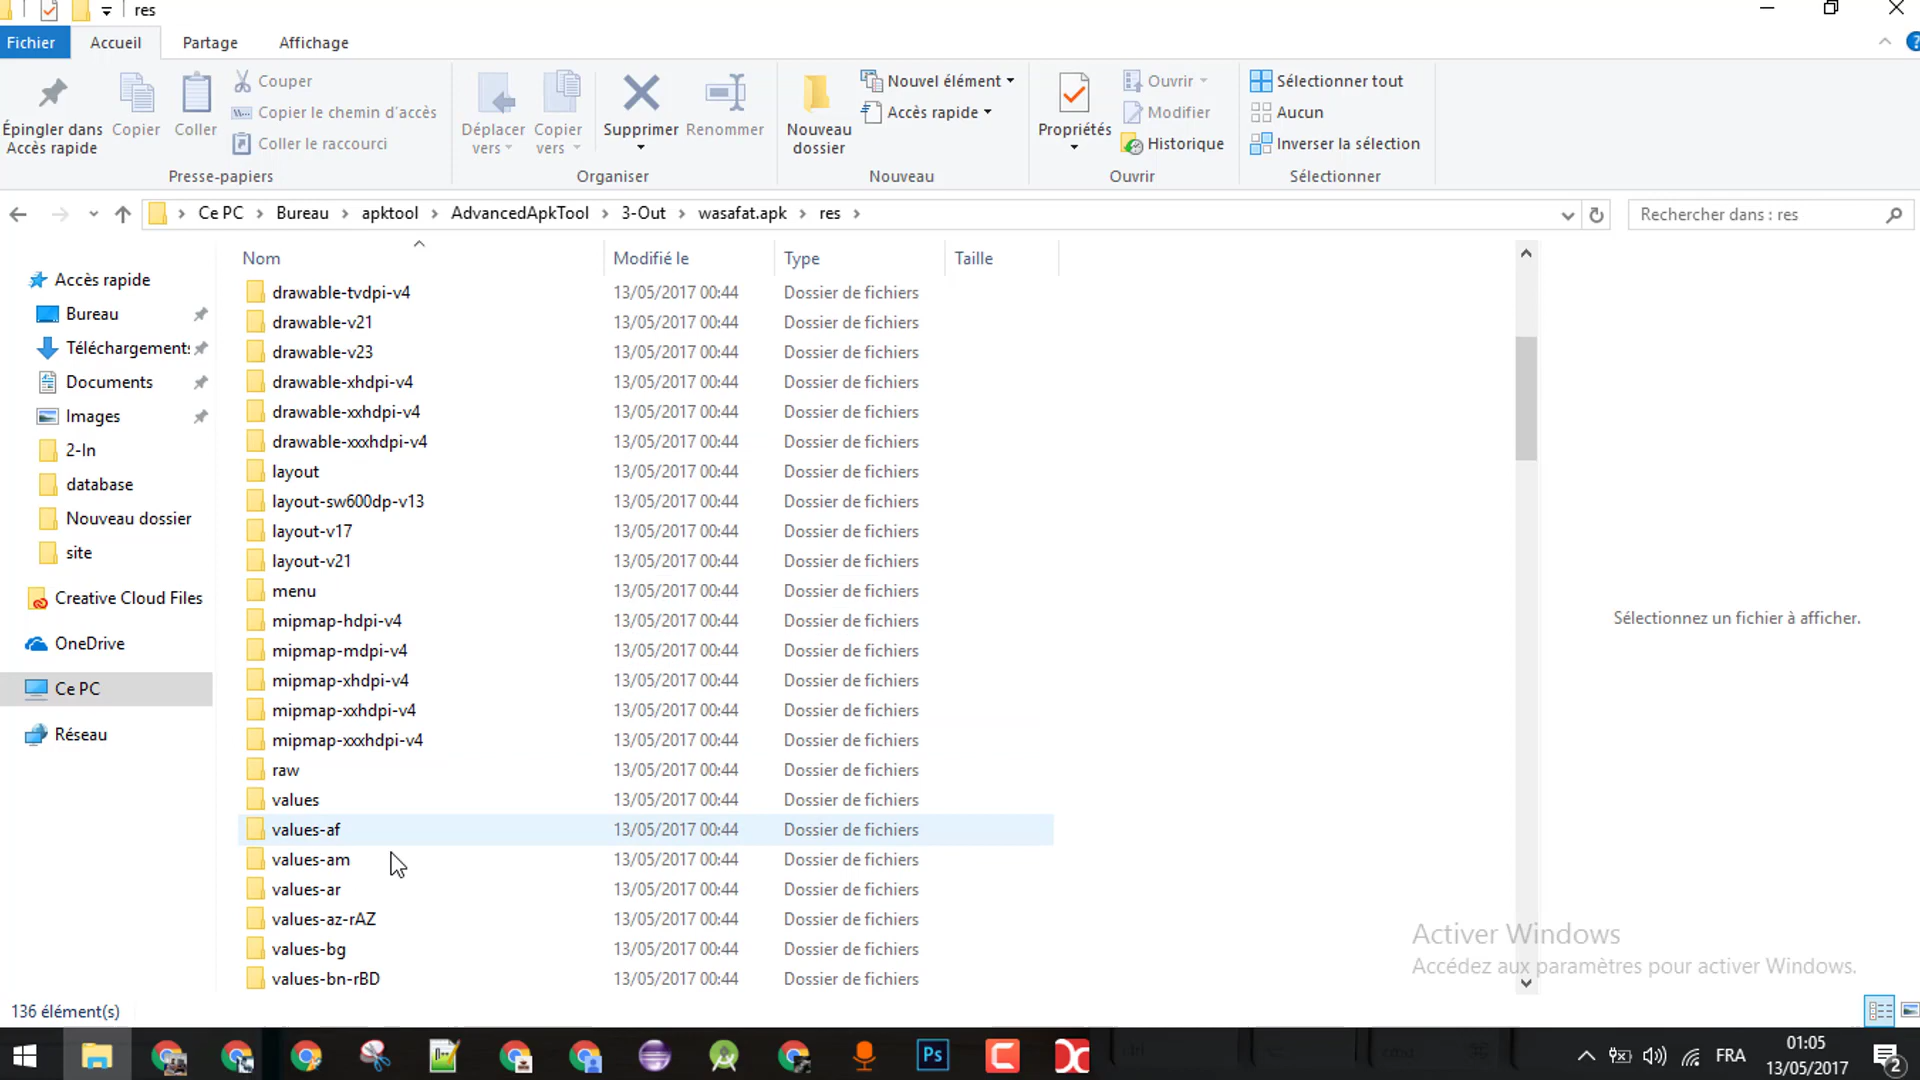 res
Fichier Accueil Partage Affichage
Épingler dans Accès rapide
Copier
Coller
Couper
Copier le chemin d'accès
Coller le raccourci
Presse-papiers
Déplacer vers
Copier vers
Supprimer
Renommer
Organiser
Nouveau dossier
Nouvel élément
Accès rapide
Nouveau
Propriétés
Ouvrir
Modifier
Historique
Ouvrir
Sélectionner tout
Aucun
Inverser la sélection
Sélectionner
Ce PC Bureau apktool AdvancedApkTool 3-Out wasafat.apk res
Rechercher dans : res
Accès rapide
Bureau
Téléchargements
Documents
Images
2-In
database
Nouveau dossier
site
Creative Cloud Files
OneDrive
Ce PC
Réseau
Nom Modifié le Type Taille
drawable-tvdpi-v4 13/05/2017 00:44 Dossier de fichiers
drawable-v21 13/05/2017 00:44 Dossier de fichiers
drawable-v23 13/05/2017 00:44 Dossier de fichiers
drawable-xhdpi-v4 13/05/2017 00:44 Dossier de fichiers
drawable-xxhdpi-v4 13/05/2017 00:44 Dossier de fichiers
drawable-xxxhdpi-v4 13/05/2017 00:44 Dossier de fichiers
layout 13/05/2017 00:44 Dossier de fichiers
layout-sw600dp-v13 13/05/2017 00:44 Dossier de fichiers
layout-v17 13/05/2017 00:44 Dossier de fichiers
layout-v21 13/05/2017 00:44 Dossier de fichiers
menu 13/05/2017 00:44 Dossier de fichiers
mipmap-hdpi-v4 13/05/2017 00:44 Dossier de fichiers
mipmap-mdpi-v4 13/05/2017 00:44 Dossier de fichiers
mipmap-xhdpi-v4 13/05/2017 00:44 Dossier de fichiers
mipmap-xxhdpi-v4 13/05/2017 00:44 Dossier de fichiers
mipmap-xxxhdpi-v4 13/05/2017 00:44 Dossier de fichiers
raw 13/05/2017 00:44 Dossier de fichiers
values 13/05/2017 00:44 Dossier de fichiers
values-af 13/05/2017 00:44 Dossier de fichiers
values-am 13/05/2017 00:44 Dossier de fichiers
values-ar 13/05/2017 00:44 Dossier de fichiers
values-az-rAZ 13/05/2017 00:44 Dossier de fichiers
values-bg 13/05/2017 00:44 Dossier de fichiers
values-bn-rBD 13/05/2017 00:44 Dossier de fichiers
Sélectionnez un fichier à afficher.
Activer Windows
Accédez aux paramètres pour activer Windows.
136 élément(s)
Ps
FRA
01:05
13/05/2017
2